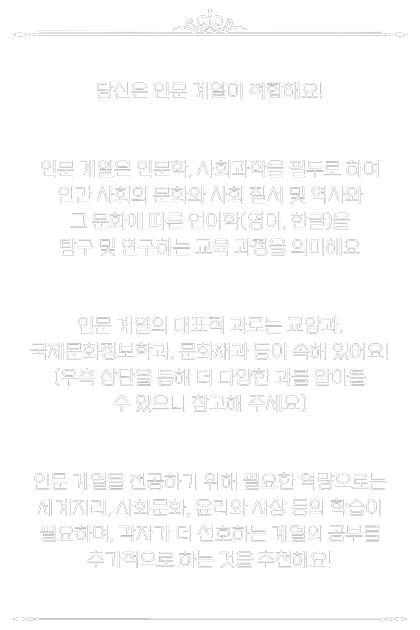 당신은 인문 계열이 적합해요!
인문 계열은 인문학, 사회과학을 필두로 하여
인간 사회의 문화와 사회 질서 및 역사와
그 문화에 따른 언어학(영어, 한글)을
탐구 및 연구하는 교육 과정을 의미해요
인문 계열의 대표적 과로는 교양과,
국제문화정보학과, 문화재과 등이 속해 있어요!
(우측 상단을 통해 더 다양한 과를 알아볼
수 있으니 참고해 주세요)
인문 계열을 전공하기 위해 필요한 역량으로는
세계지리, 사회문화, 윤리와 사상 등의 학습이
필요하며, 각자가 더 선호하는 계열의 공부를
추가적으로 하는 것을 추천해요!